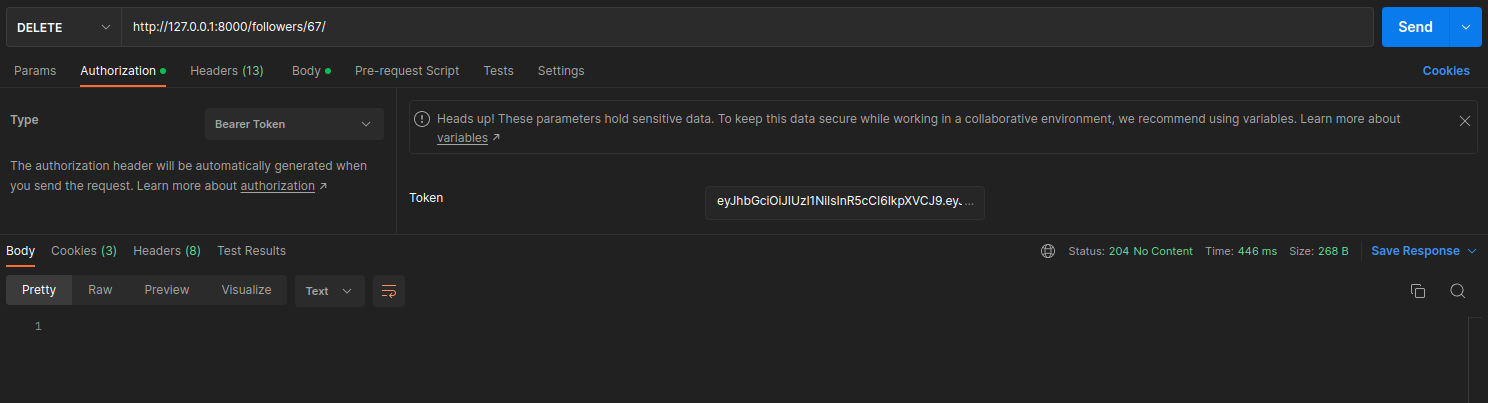 DELETE http://127.0.0.1:8000/followers/67/ Send
Params Authorization Headers (13) Body Pre-request Script Tests Settings Cookies
Type Bearer Token
The authorization header will be automatically generated when
you send the request. Learn more about authorization ↗
Heads up! These parameters hold sensitive data. To keep this data secure while working in a collaborative environment, we recommend using variables. Learn more about
variables ↗
Token eyJhbGciOiJIUzI1NiIsInR5cCI6IkpXVCJ9.eyJ...
Body Cookies (3) Headers (8) Test Results Status: 204 No Content Time: 446 ms Size: 268 B Save Response
Pretty Raw Preview Visualize Text
1